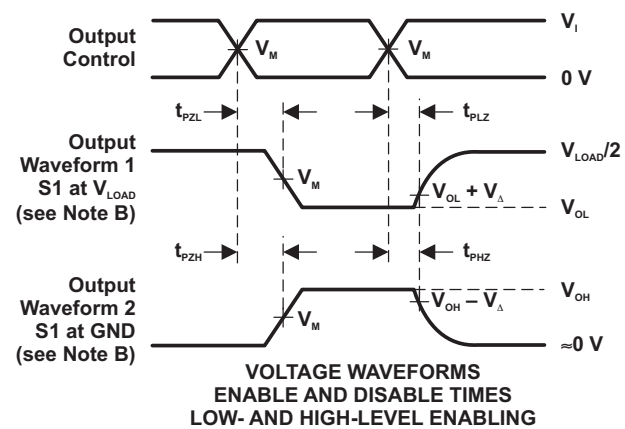 Output
Control
V_M
V_M
V_I
0 V
t_PZL
t_PLZ
Output
Waveform 1
S1 at V_LOAD
(see Note B)
V_M
V_OL + V_Δ
V_LOAD/2
V_OL
t_PZH
t_PHZ
Output
Waveform 2
S1 at GND
(see Note B)
V_M
V_OH – V_Δ
V_OH
≈0 V
VOLTAGE WAVEFORMS
ENABLE AND DISABLE TIMES
LOW- AND HIGH-LEVEL ENABLING